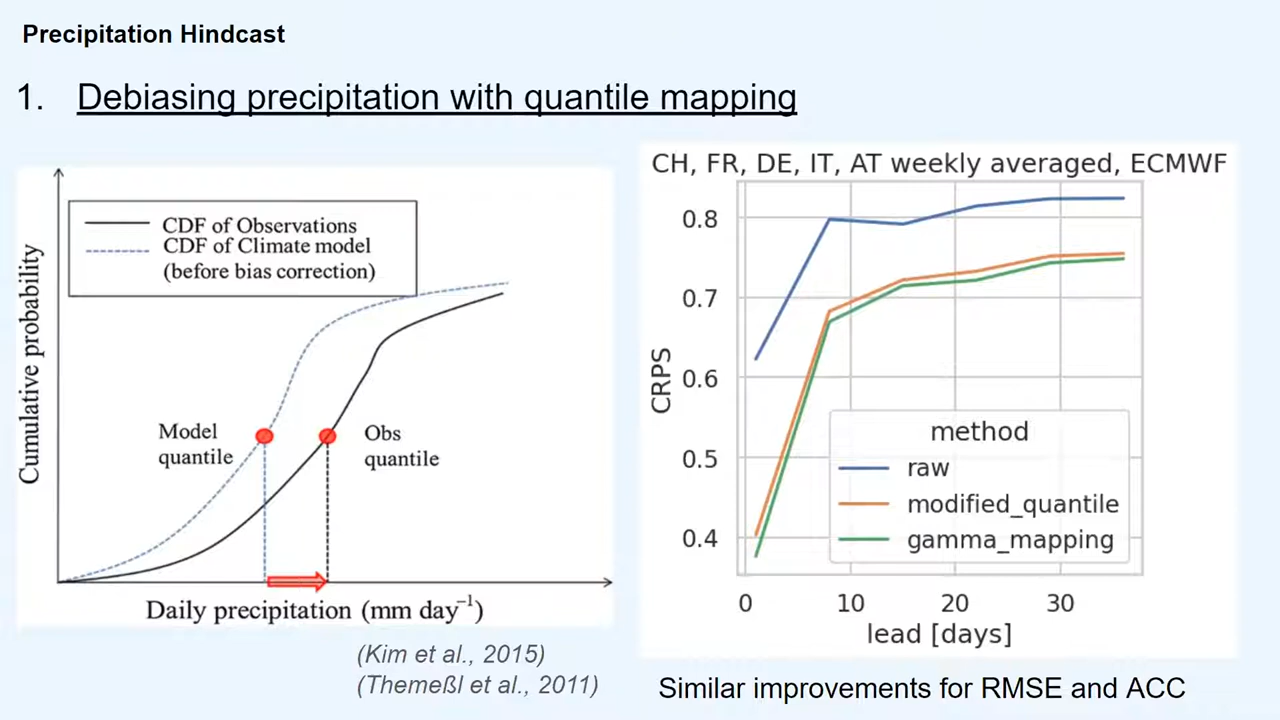 Precipitation Hindcast
1. Debiasing precipitation with quantile mapping
CDF of Observations
CDF of Climate model
(before bias correction)
Cumulative probability
Model
quantile
Obs
quantile
Daily precipitation (mm day⁻¹)
(Kim et al., 2015)
(Themeßl et al., 2011)
CH, FR, DE, IT, AT weekly averaged, ECMWF
0.8
0.7
0.6
0.5
0.4
CRPS
method
raw
modified_quantile
gamma_mapping
0 10 20 30
lead [days]
Similar improvements for RMSE and ACC